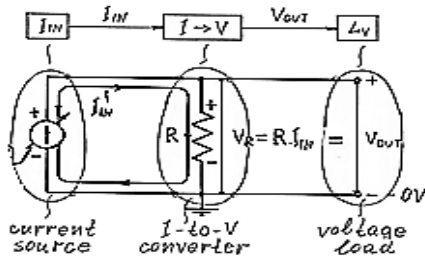 I_IN I_IN I→V V_OUT L_V
+ I_IN + +
R V_R = R.I_IN = V_OUT
- - - 0V
current source
I-to-V converter
voltage load